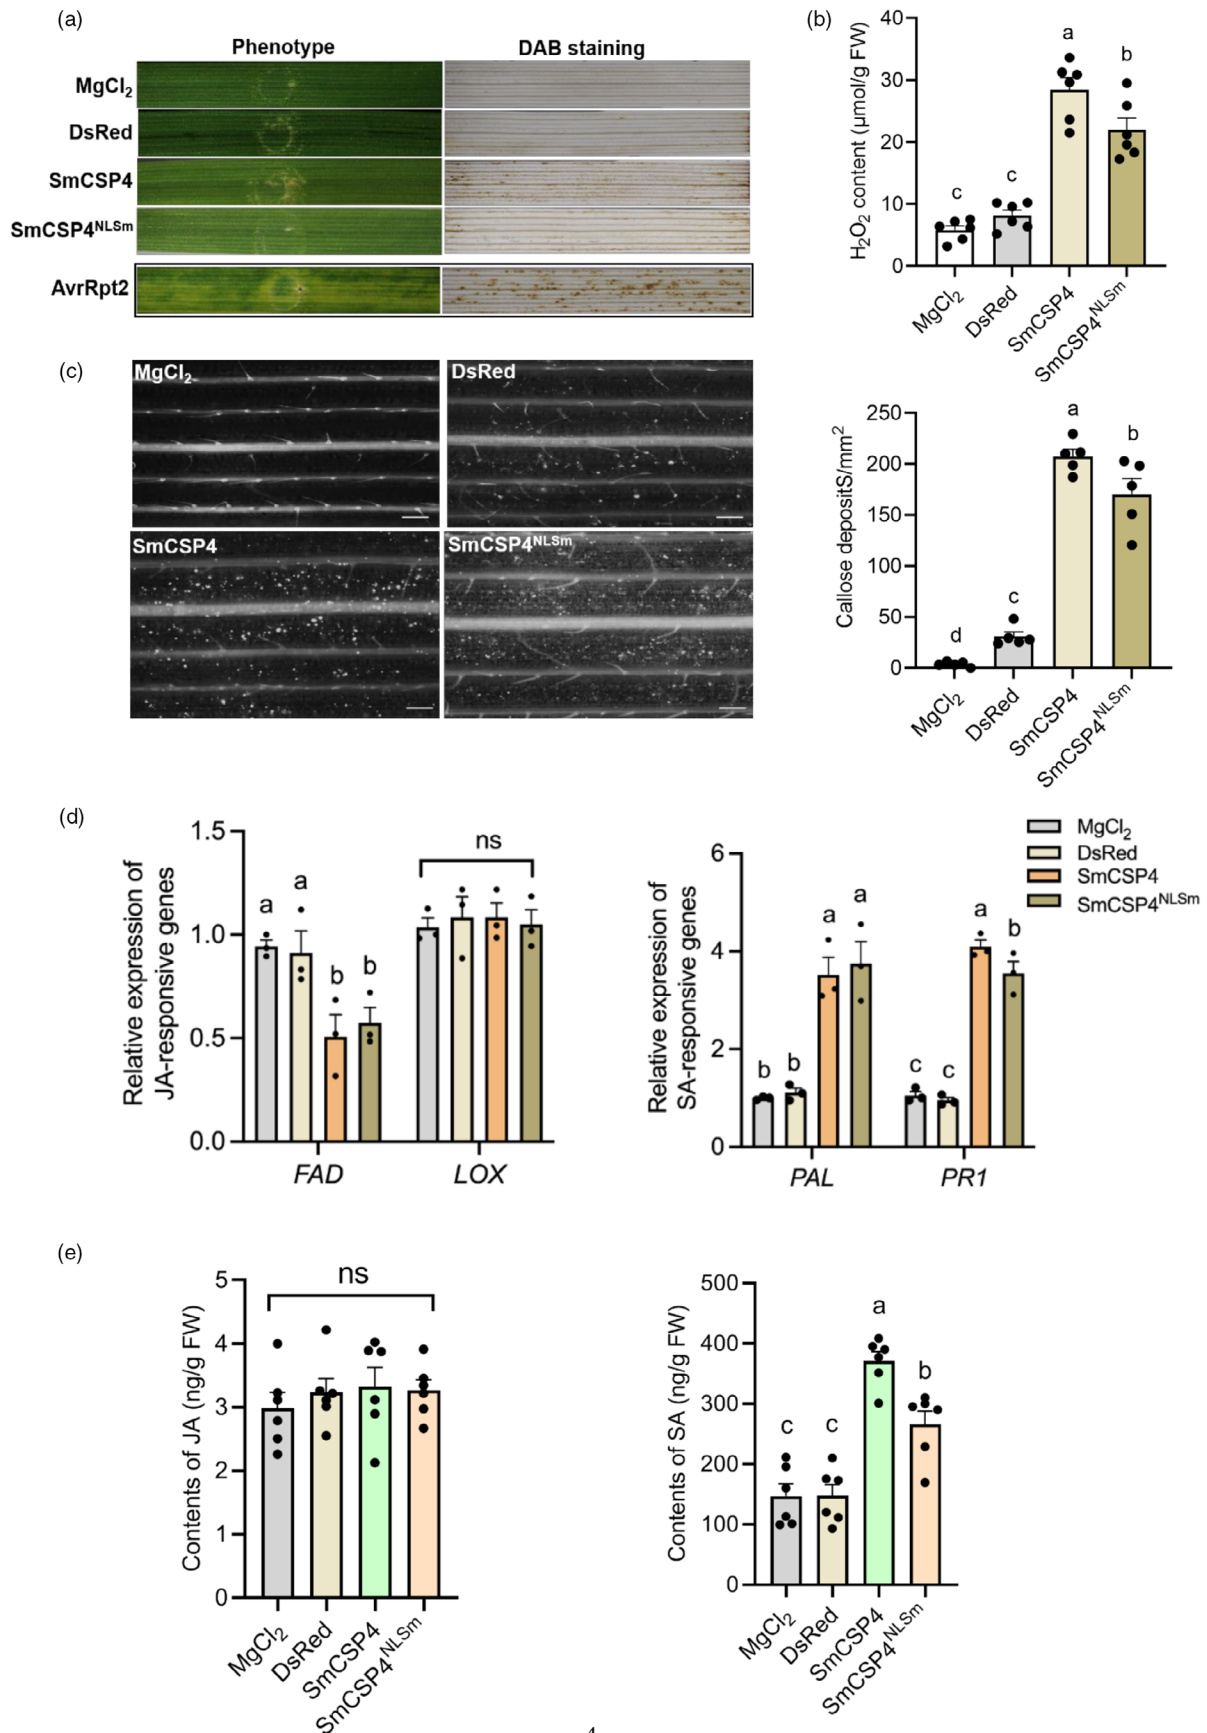 (a)
Phenotype
DAB staining
MgCl₂
DsRed
SmCSP4
SmCSP4ᴺᴸˢᵐ
AvrRpt2
(b)
H₂O₂ content (μmol/g FW)
40
30
20
10
0
c
c
a
b
MgCl₂
DsRed
SmCSP4
SmCSP4ᴺᴸˢᵐ
(c)
MgCl₂
DsRed
SmCSP4
SmCSP4ᴺᴸˢᵐ
Callose depositS/mm²
250
200
150
100
50
0
d
c
a
b
MgCl₂
DsRed
SmCSP4
SmCSP4ᴺᴸˢᵐ
(d)
Relative expression of
JA-responsive genes
1.5
1.0
0.5
0.0
a
a
b
b
ns
FAD
LOX
Relative expression of
SA-responsive genes
6
4
2
0
b
b
a
a
c
c
a
b
PAL
PR1
MgCl₂
DsRed
SmCSP4
SmCSP4ᴺᴸˢᵐ
(e)
Contents of JA (ng/g FW)
5
4
3
2
1
0
ns
MgCl₂
DsRed
SmCSP4
SmCSP4ᴺᴸˢᵐ
Contents of SA (ng/g FW)
500
400
300
200
100
0
c
c
a
b
MgCl₂
DsRed
SmCSP4
SmCSP4ᴺᴸˢᵐ
4